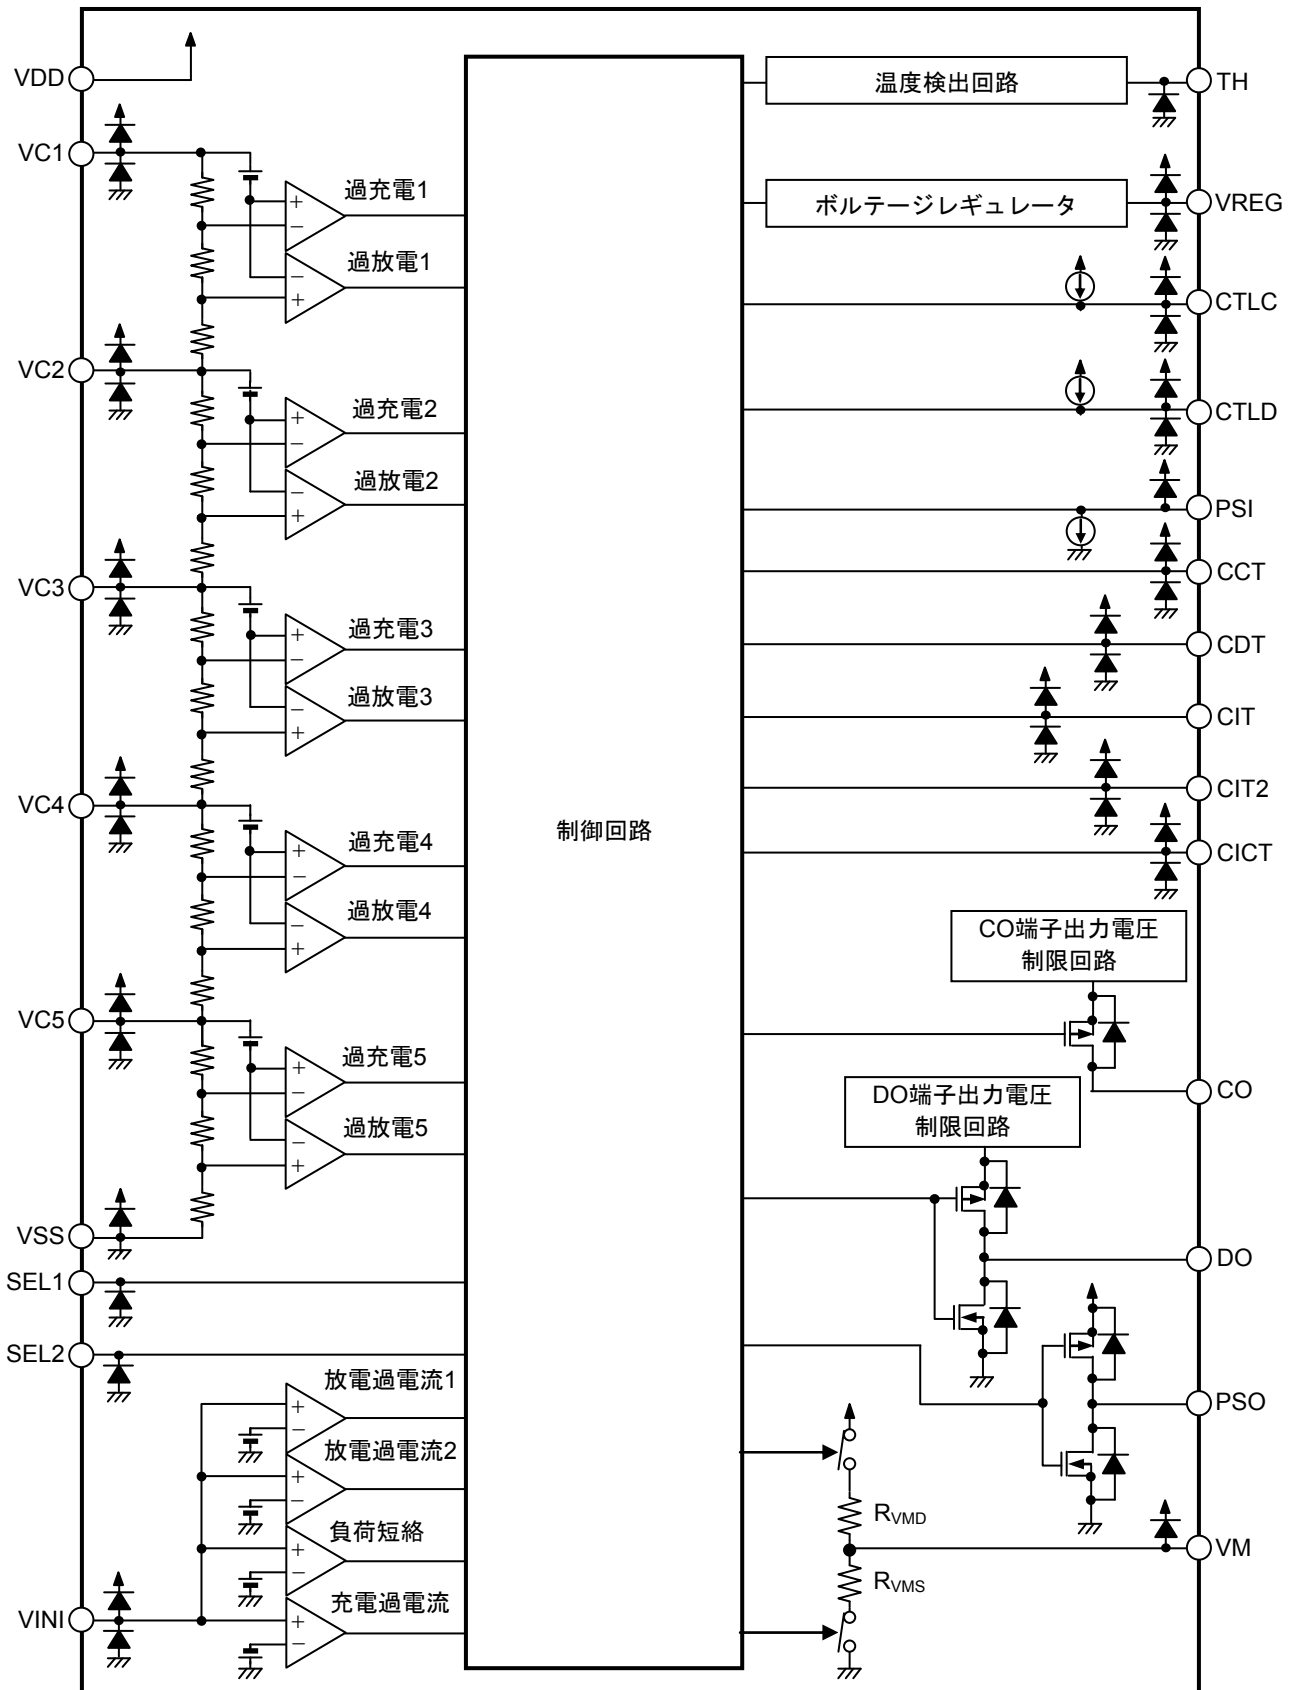 VDD
VC1
過充電1
過放電1
VC2
過充電2
過放電2
VC3
過充電3
過放電3
VC4
過充電4
過放電4
VC5
過充電5
過放電5
VSS
SEL1
SEL2
放電過電流1
放電過電流2
負荷短絡
充電過電流
VINI
制御回路
温度検出回路
TH
ボルテージレギュレータ
VREG
CTLC
CTLD
PSI
CCT
CDT
CIT
CIT2
CICT
CO端子出力電圧
制限回路
CO
DO端子出力電圧
制限回路
DO
PSO
RVMD
VM
RVMS